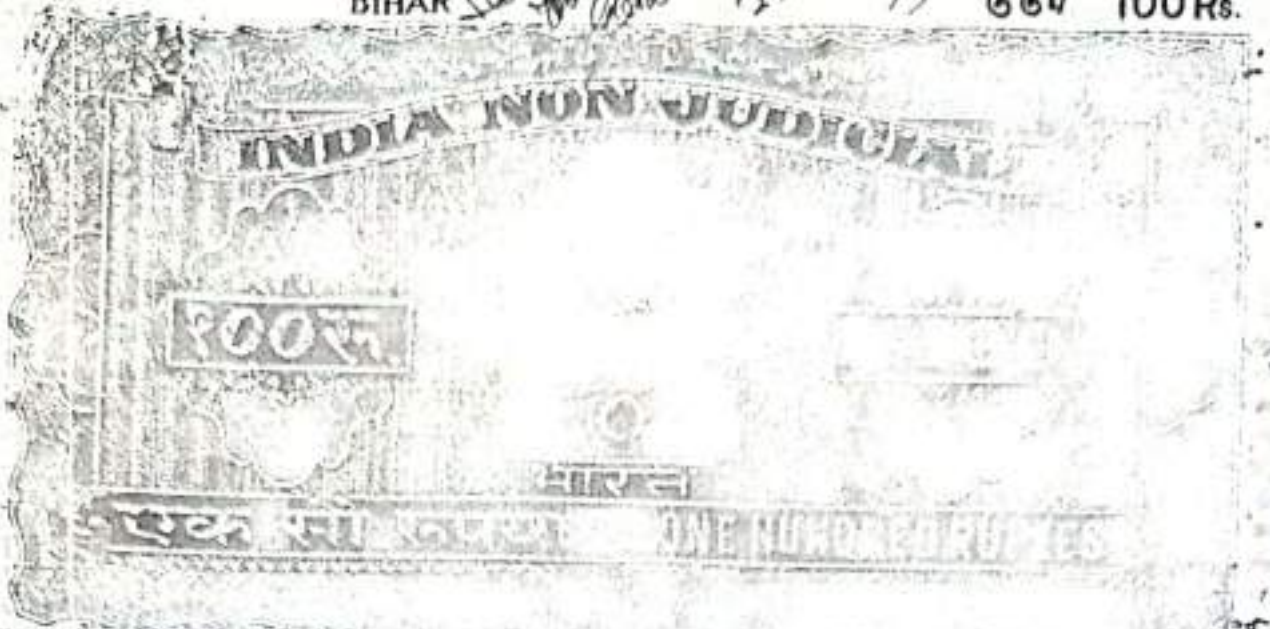 BIHAR 100 Rs.
INDIA NON JUDICIAL
१००रु.
भारत
एक सौ रुपये ONE HUNDRED RUPEES